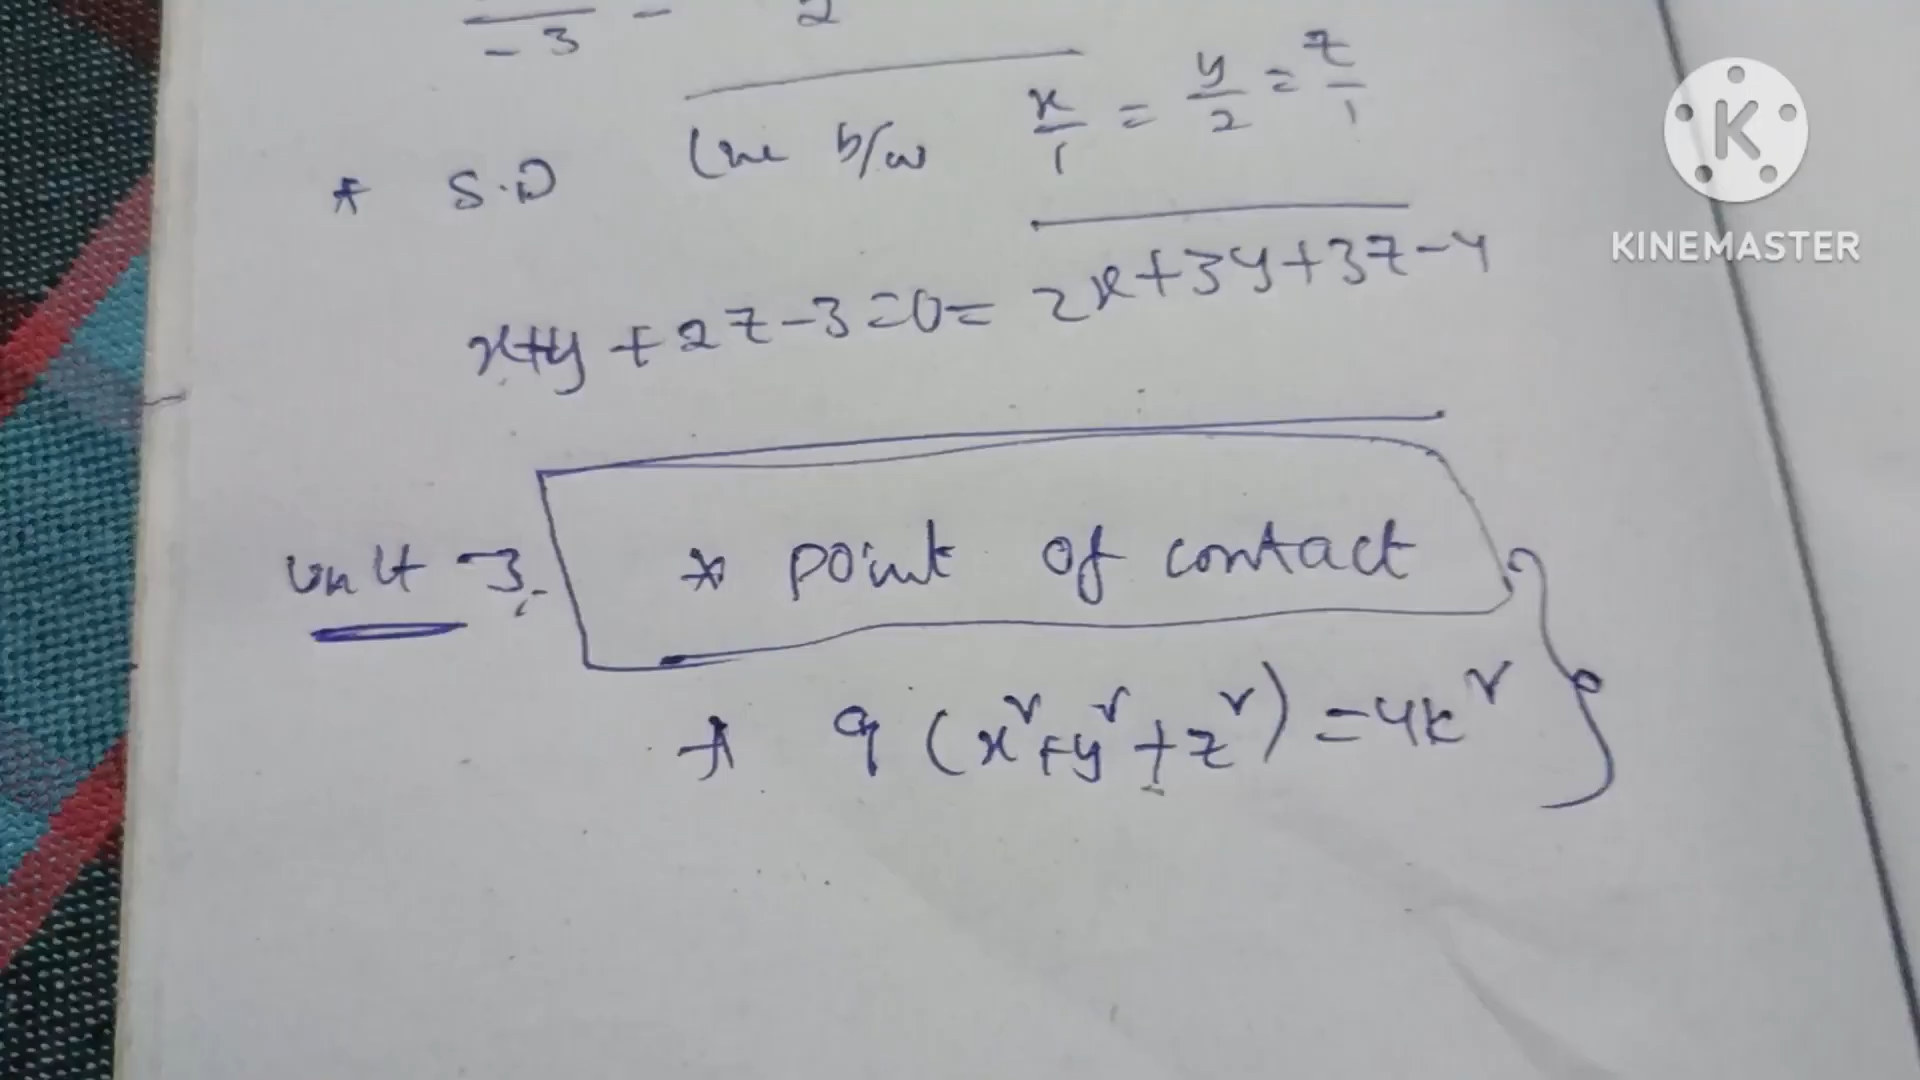 -3 - 2
* S.D Line b/w x/1 = y/2 = z/1
x+y+2z-3=0= 2x+3y+3z-4
Unit-3. * point of contact
* 9 (x²+y²+z²) = 4k²
K
KINEMASTER